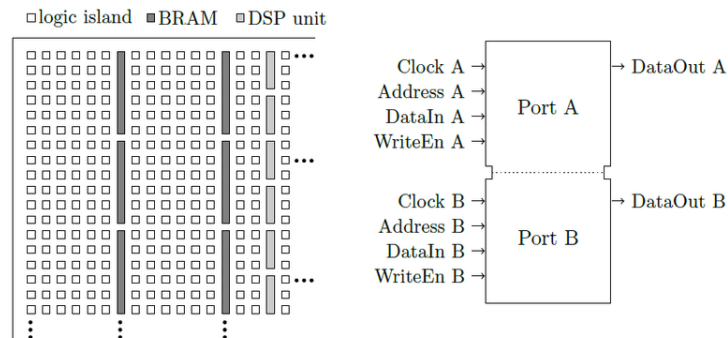 logic island BRAM DSP unit
Clock A
Address A
DataIn A
WriteEn A
Port A
DataOut A
Clock B
Address B
DataIn B
WriteEn B
Port B
DataOut B